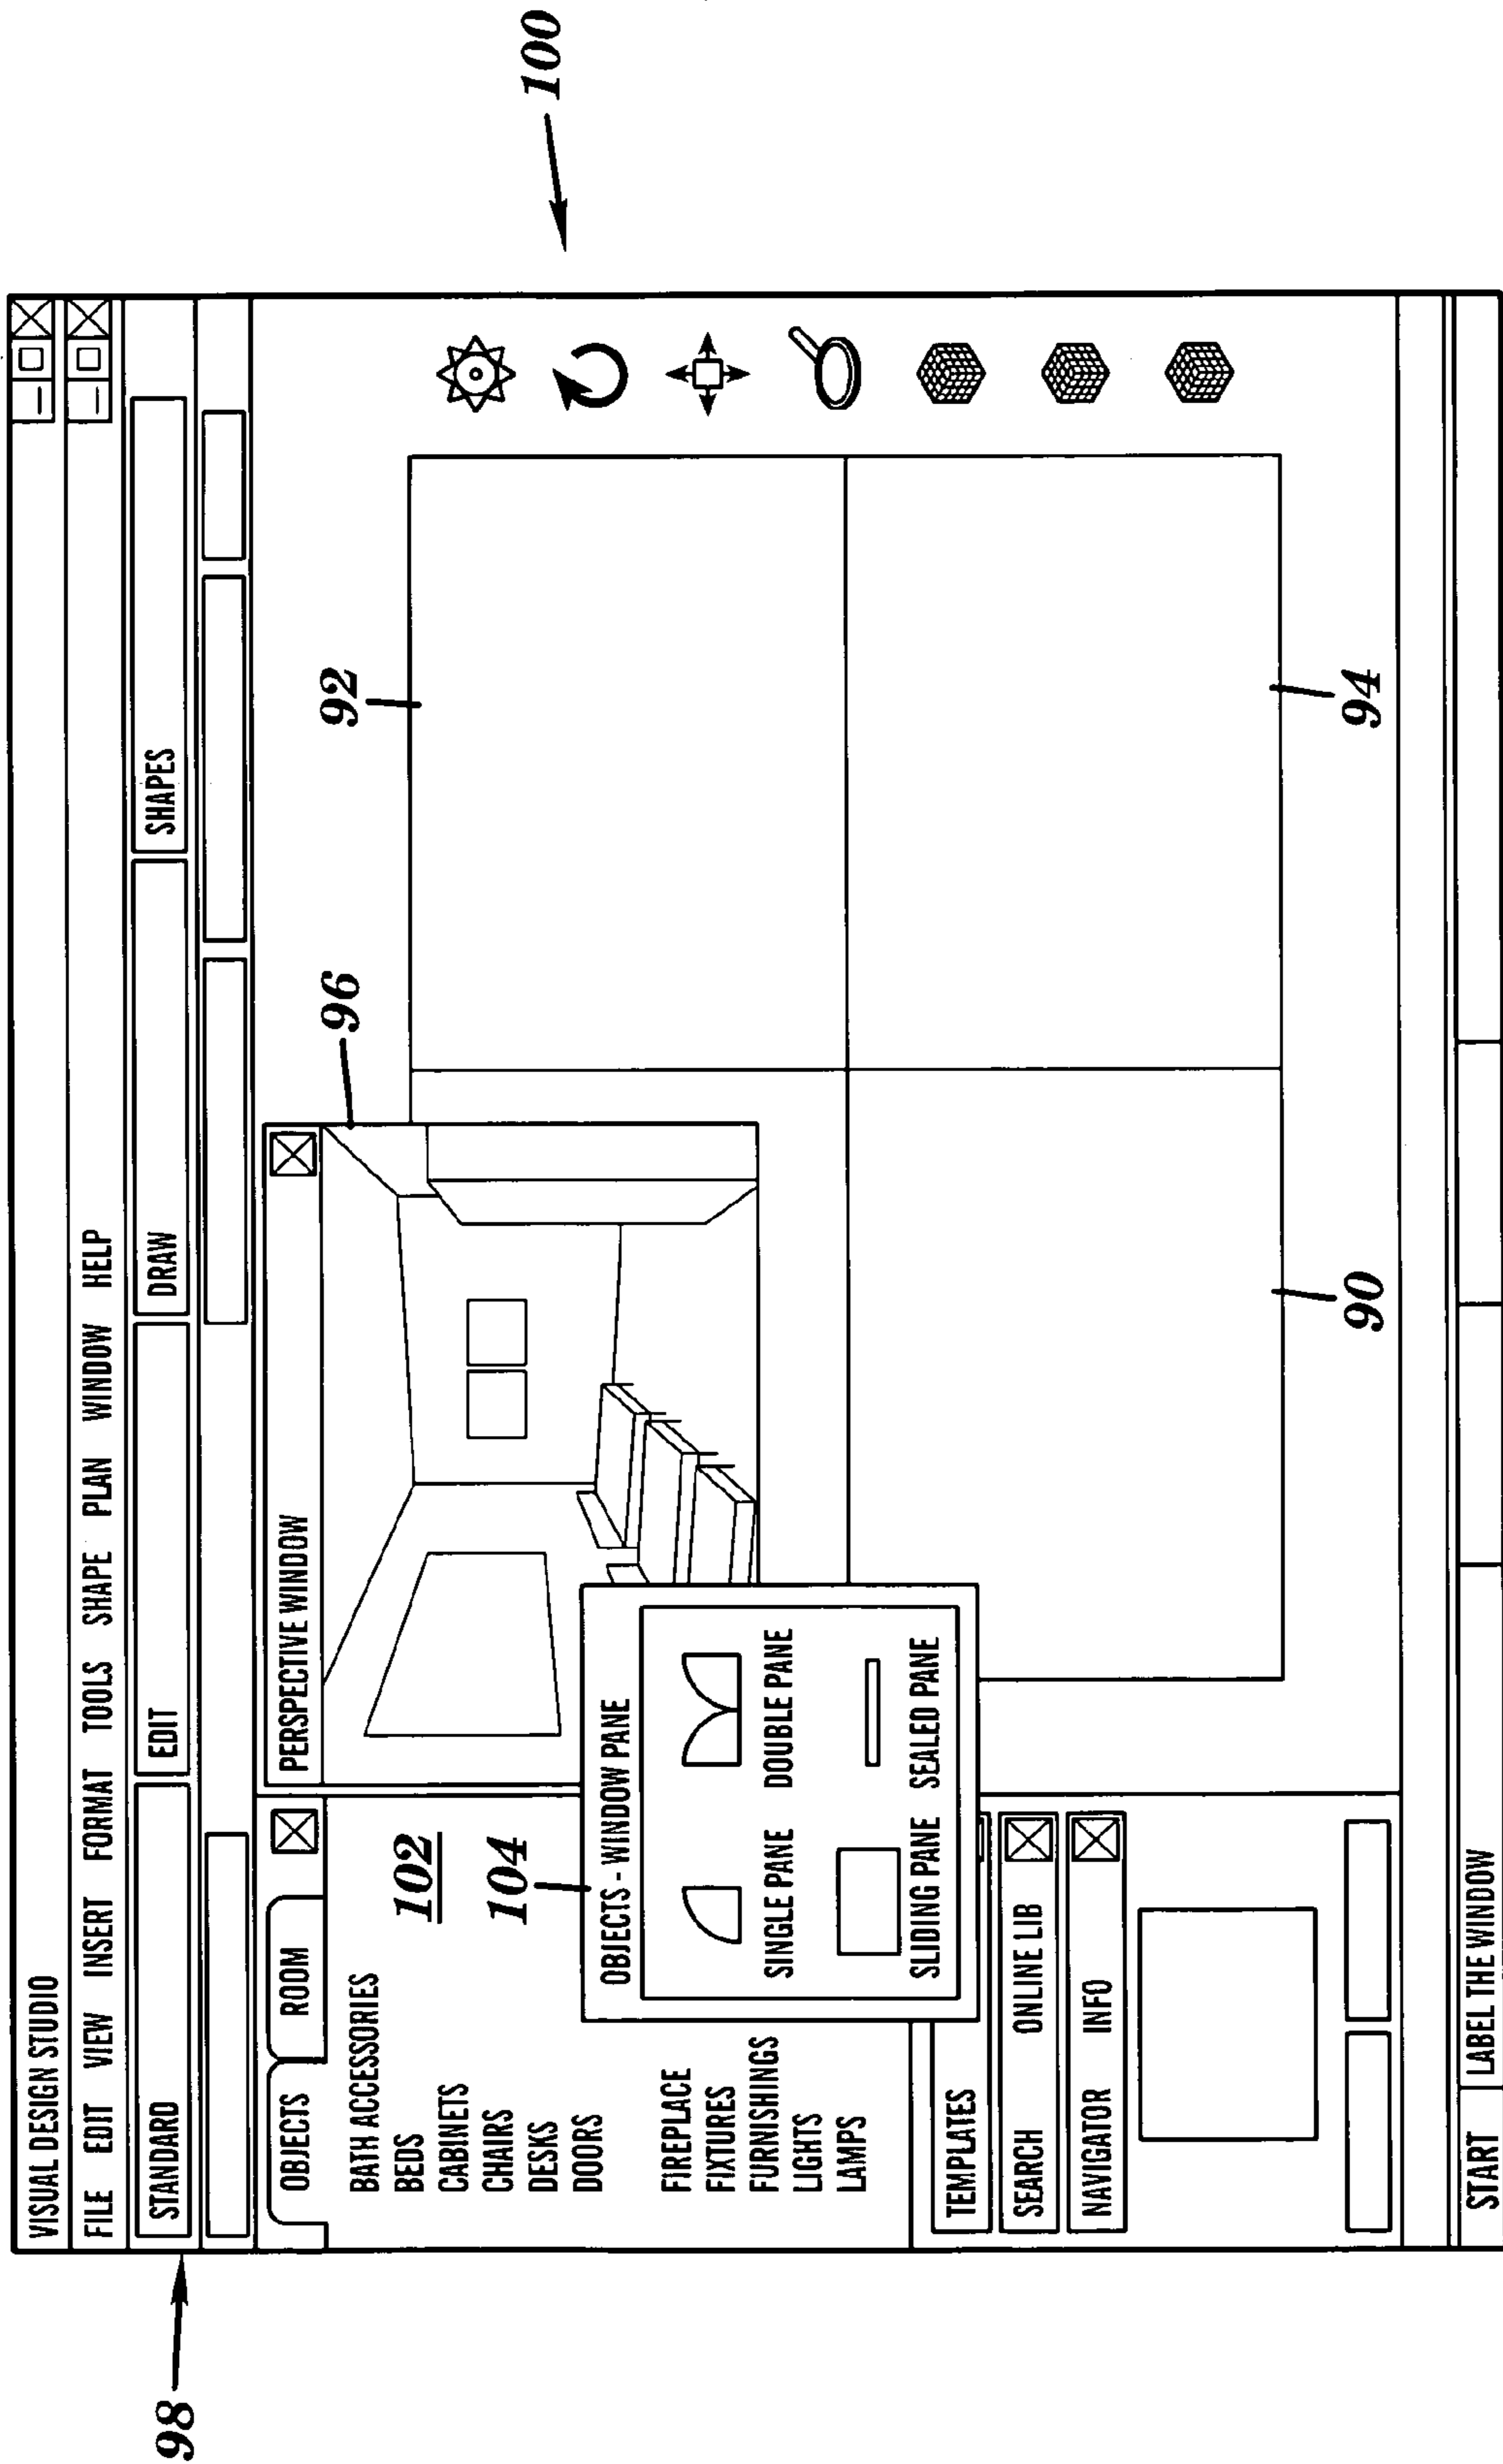 VISUAL DESIGN STUDIO
FILE EDIT VIEW INSERT FORMAT TOOLS SHAPE PLAN WINDOW HELP
STANDARD EDIT DRAW SHAPES
98
OBJECTS ROOM
PERSPECTIVE WINDOW
96
92
100
BATH ACCESSORIES
BEDS
CABINETS
CHAIRS
DESKS
DOORS
102
104
OBJECTS - WINDOW PANE
SINGLE PANE DOUBLE PANE
SLIDING PANE SEALED PANE
FIREPLACE
FIXTURES
FURNISHINGS
LIGHTS
LAMPS
TEMPLATES
SEARCH ONLINE LIB
NAVIGATOR INFO
90
94
START LABEL THE WINDOW